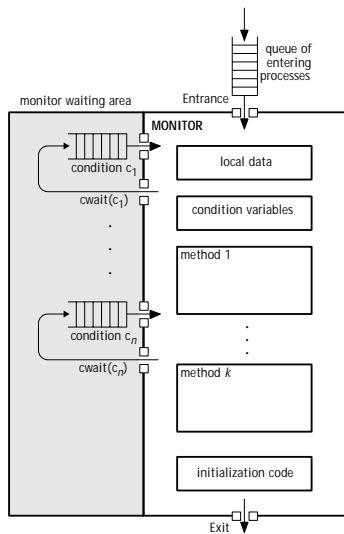 queue of
entering
processes
Entrance
monitor waiting area
MONITOR
condition c1
local data
cwait(c1)
condition variables
method 1
condition cn
cwait(cn)
method k
initialization code
Exit